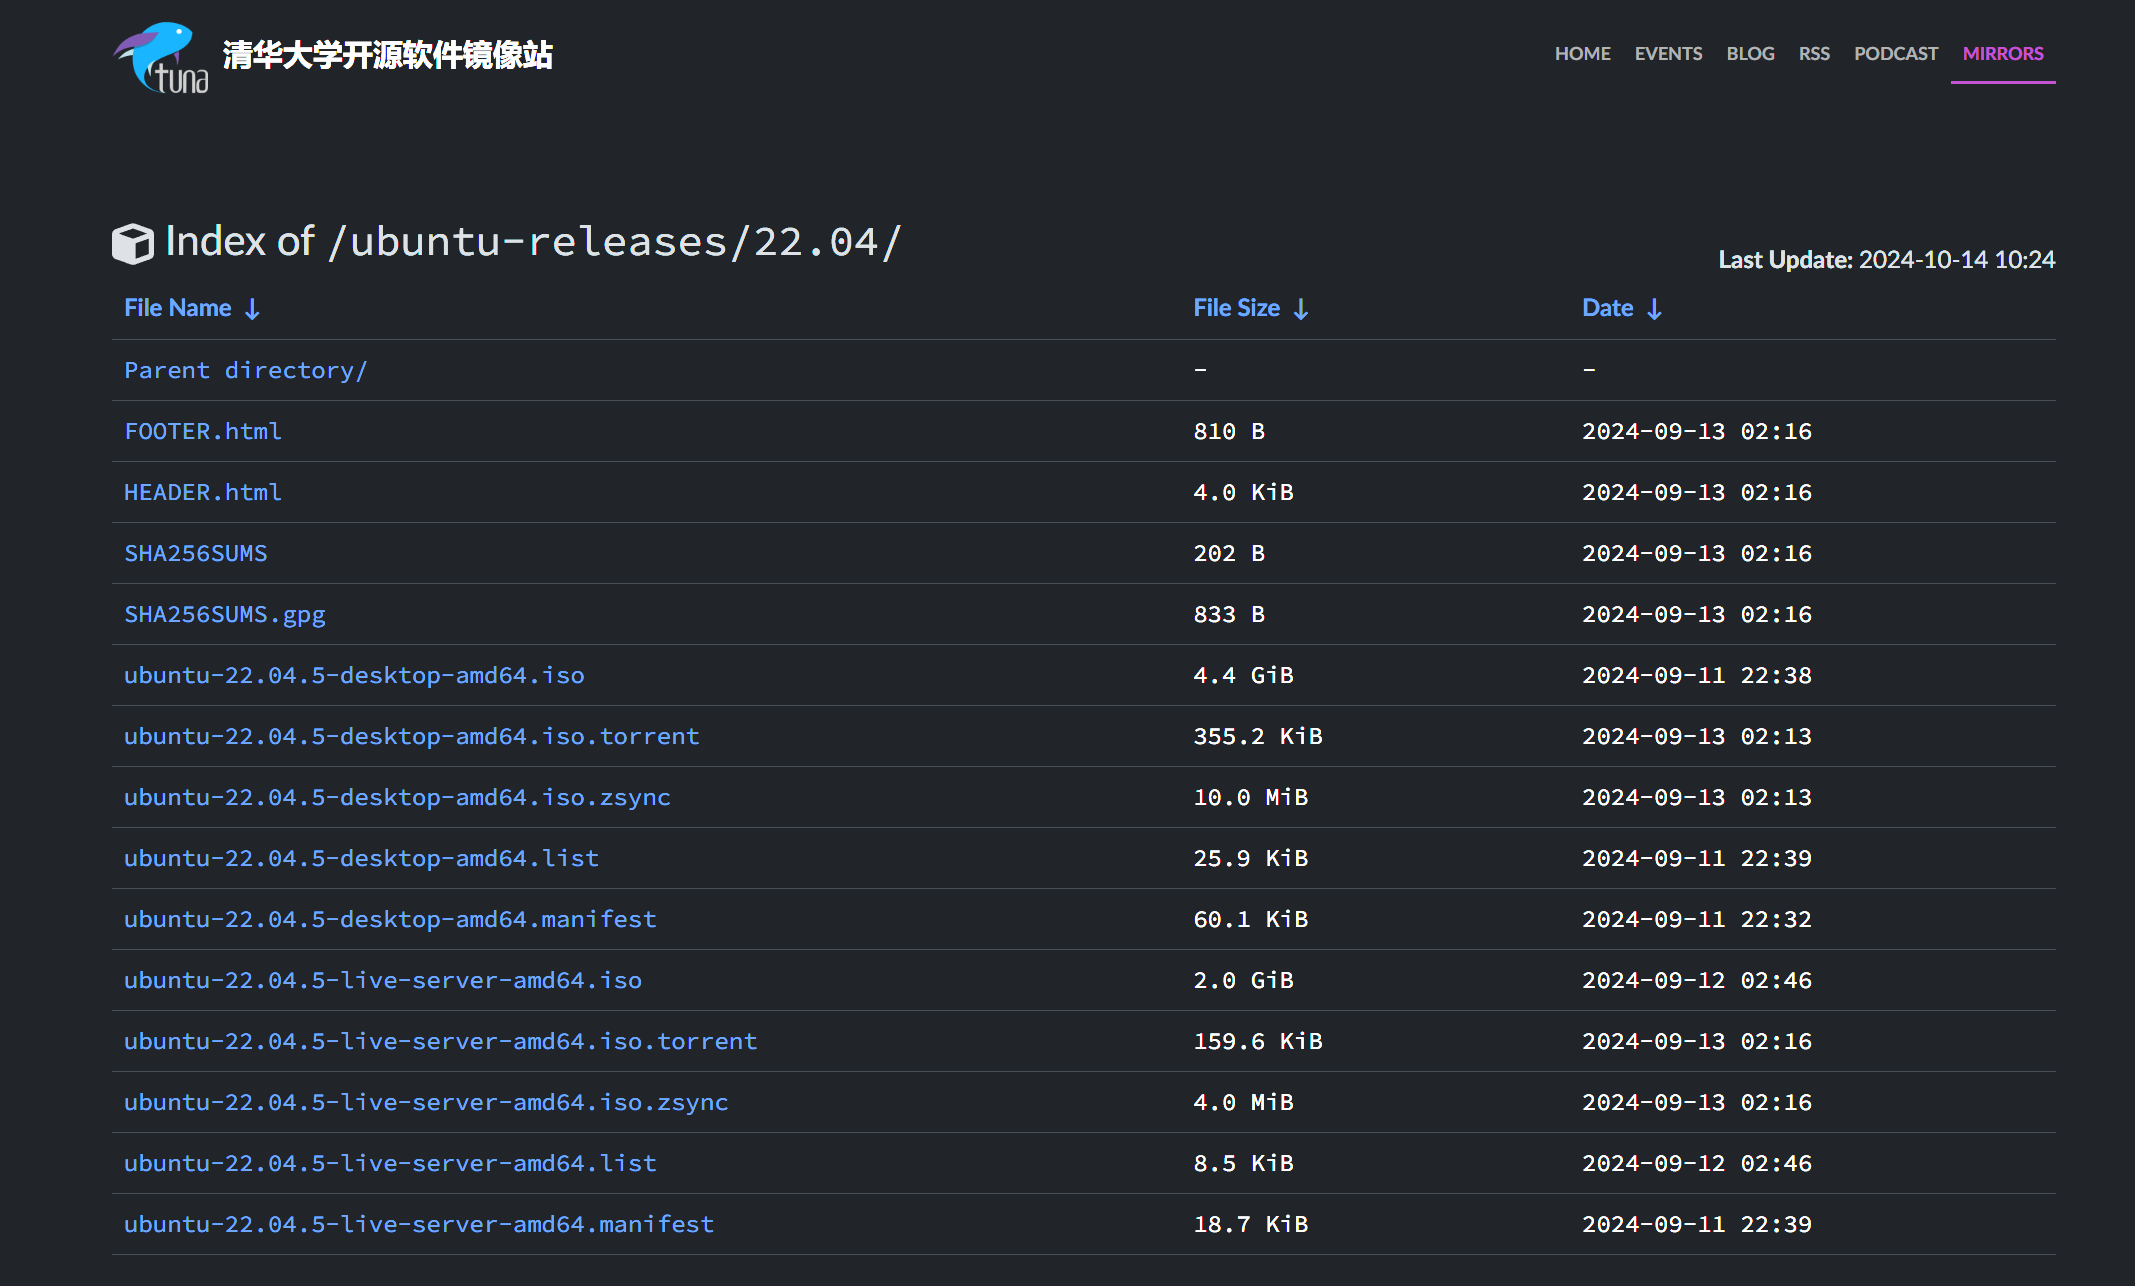 tuna
清华大学开源软件镜像站
HOME EVENTS BLOG RSS PODCAST MIRRORS
Index of /ubuntu-releases/22.04/
Last Update: 2024-10-14 10:24
File Name ↓ File Size ↓ Date ↓
Parent directory/ - -
FOOTER.html 810 B 2024-09-13 02:16
HEADER.html 4.0 KiB 2024-09-13 02:16
SHA256SUMS 202 B 2024-09-13 02:16
SHA256SUMS.gpg 833 B 2024-09-13 02:16
ubuntu-22.04.5-desktop-amd64.iso 4.4 GiB 2024-09-11 22:38
ubuntu-22.04.5-desktop-amd64.iso.torrent 355.2 KiB 2024-09-13 02:13
ubuntu-22.04.5-desktop-amd64.iso.zsync 10.0 MiB 2024-09-13 02:13
ubuntu-22.04.5-desktop-amd64.list 25.9 KiB 2024-09-11 22:39
ubuntu-22.04.5-desktop-amd64.manifest 60.1 KiB 2024-09-11 22:32
ubuntu-22.04.5-live-server-amd64.iso 2.0 GiB 2024-09-12 02:46
ubuntu-22.04.5-live-server-amd64.iso.torrent 159.6 KiB 2024-09-13 02:16
ubuntu-22.04.5-live-server-amd64.iso.zsync 4.0 MiB 2024-09-13 02:16
ubuntu-22.04.5-live-server-amd64.list 8.5 KiB 2024-09-12 02:46
ubuntu-22.04.5-live-server-amd64.manifest 18.7 KiB 2024-09-11 22:39